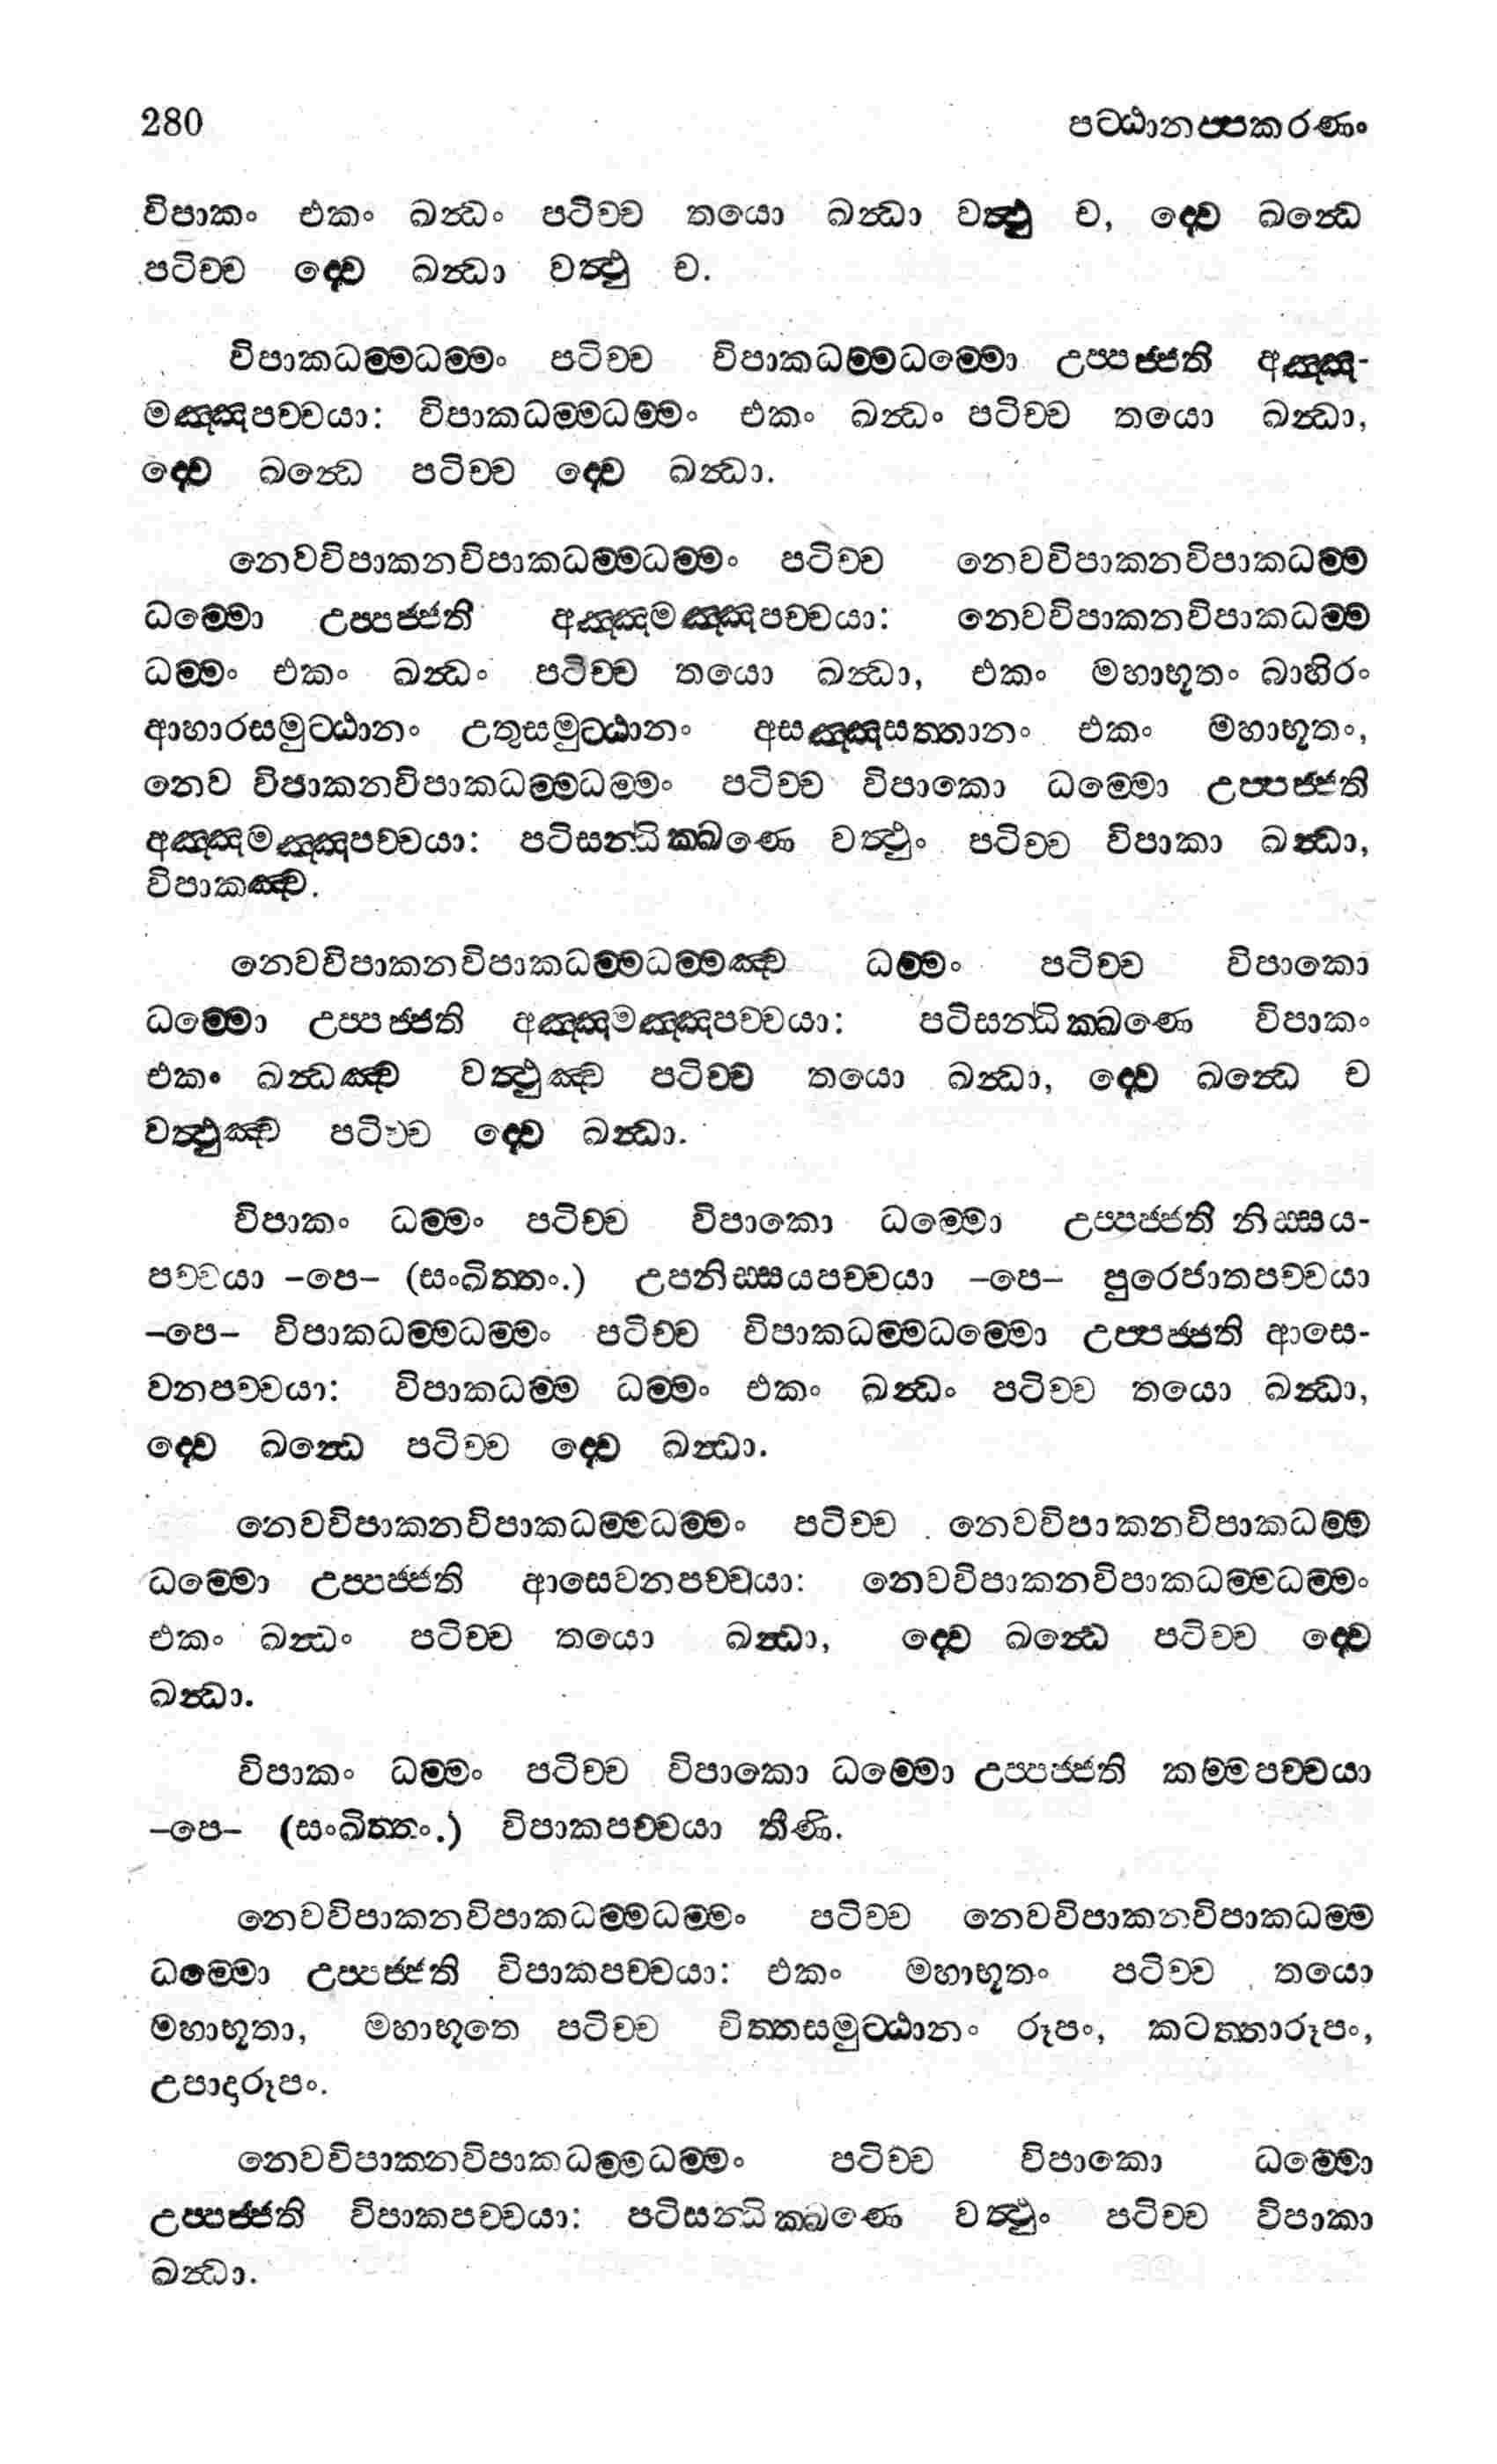 280 පට්ඨානප්පකරණං
විපාකං එකං ඛන්ධං පටිච්ච තයො ඛන්ධා වත්ථු ච, ද්වෙ ඛන්ධෙ
පටිච්ච ද්වෙ ඛන්ධා වත්ථු ච.
විපාකධම්මධම්මං පටිච්ච විපාකධම්මධම්මො උප්පජ්ජති අඤ්ඤ-
මඤ්ඤපච්චයා: විපාකධම්මධම්මං එකං ඛන්ධං පටිච්ච තයො ඛන්ධා,
ද්වෙ ඛන්ධෙ පටිච්ච ද්වෙ ඛන්ධා.
නෙවවිපාකනවිපාකධම්මධම්මං පටිච්ච නෙවවිපාකනවිපාකධම්ම
ධම්මො උප්පජ්ජති අඤ්ඤමඤ්ඤපච්චයා: නෙවවිපාකනවිපාකධම්ම
ධම්මං එකං ඛන්ධං පටිච්ච තයො ඛන්ධා, එකං මහාභූතං බාහිරං
ආහාරසමුට්ඨානං උතුසමුට්ඨානං අසඤ්ඤසත්තානං එකං මහාභූතං,
නෙව විපාකනවිපාකධම්මධම්මං පටිච්ච විපාකො ධම්මො උප්පජ්ජති
අඤ්ඤමඤ්ඤපච්චයා: පටිසන්ධික්ඛණෙ වත්ථුං පටිච්ච විපාකා ඛන්ධා,
විපාකඤ්ච.
නෙවවිපාකනවිපාකධම්මධම්මඤ්ච ධම්මං පටිච්ච විපාකො
ධම්මො උප්පජ්ජති අඤ්ඤමඤ්ඤපච්චයා: පටිසන්ධික්ඛණෙ විපාකං
එකං ඛන්ධඤ්ච වත්ථුඤ්ච පටිච්ච තයො ඛන්ධා, ද්වෙ ඛන්ධෙ ච
වත්ථුඤ්ච පටිච්ච ද්වෙ ඛන්ධා.
විපාකං ධම්මං පටිච්ච විපාකො ධම්මො උප්පජ්ජති නිස්සය-
පච්චයා –පෙ– (සංඛිත්තං.) උපනිස්සයපච්චයා –පෙ– පුරෙජාතපච්චයා
–පෙ– විපාකධම්මධම්මං පටිච්ච විපාකධම්මධම්මො උප්පජ්ජති ආසෙ-
වනපච්චයා: විපාකධම්ම ධම්මං එකං ඛන්ධං පටිච්ච තයො ඛන්ධා,
ද්වෙ ඛන්ධෙ පටිච්ච ද්වෙ ඛන්ධා.
නෙවවිපාකනවිපාකධම්මධම්මං පටිච්ච නෙවවිපාකනවිපාකධම්ම
ධම්මො උප්පජ්ජති ආසෙවනපච්චයා: නෙවවිපාකනවිපාකධම්මධම්මං
එකං ඛන්ධං පටිච්ච තයො ඛන්ධා, ද්වෙ ඛන්ධෙ පටිච්ච ද්වෙ
ඛන්ධා.
විපාකං ධම්මං පටිච්ච විපාකො ධම්මො උප්පජ්ජති කම්මපච්චයා
–පෙ– (සංඛිත්තං.) විපාකපච්චයා තීණි.
නෙවවිපාකනවිපාකධම්මධම්මං පටිච්ච නෙවවිපාකනවිපාකධම්ම
ධම්මො උප්පජ්ජති විපාකපච්චයා: එකං මහාභූතං පටිච්ච තයො
මහාභූතා, මහාභූතෙ පටිච්ච චිත්තසමුට්ඨානං රූපං, කටත්තාරූපං,
උපාදාරූපං.
නෙවවිපාකනවිපාකධම්මධම්මං පටිච්ච විපාකො ධම්මො
උප්පජ්ජති විපාකපච්චයා: පටිසන්ධික්ඛණෙ වත්ථුං පටිච්ච විපාකා
ඛන්ධා.